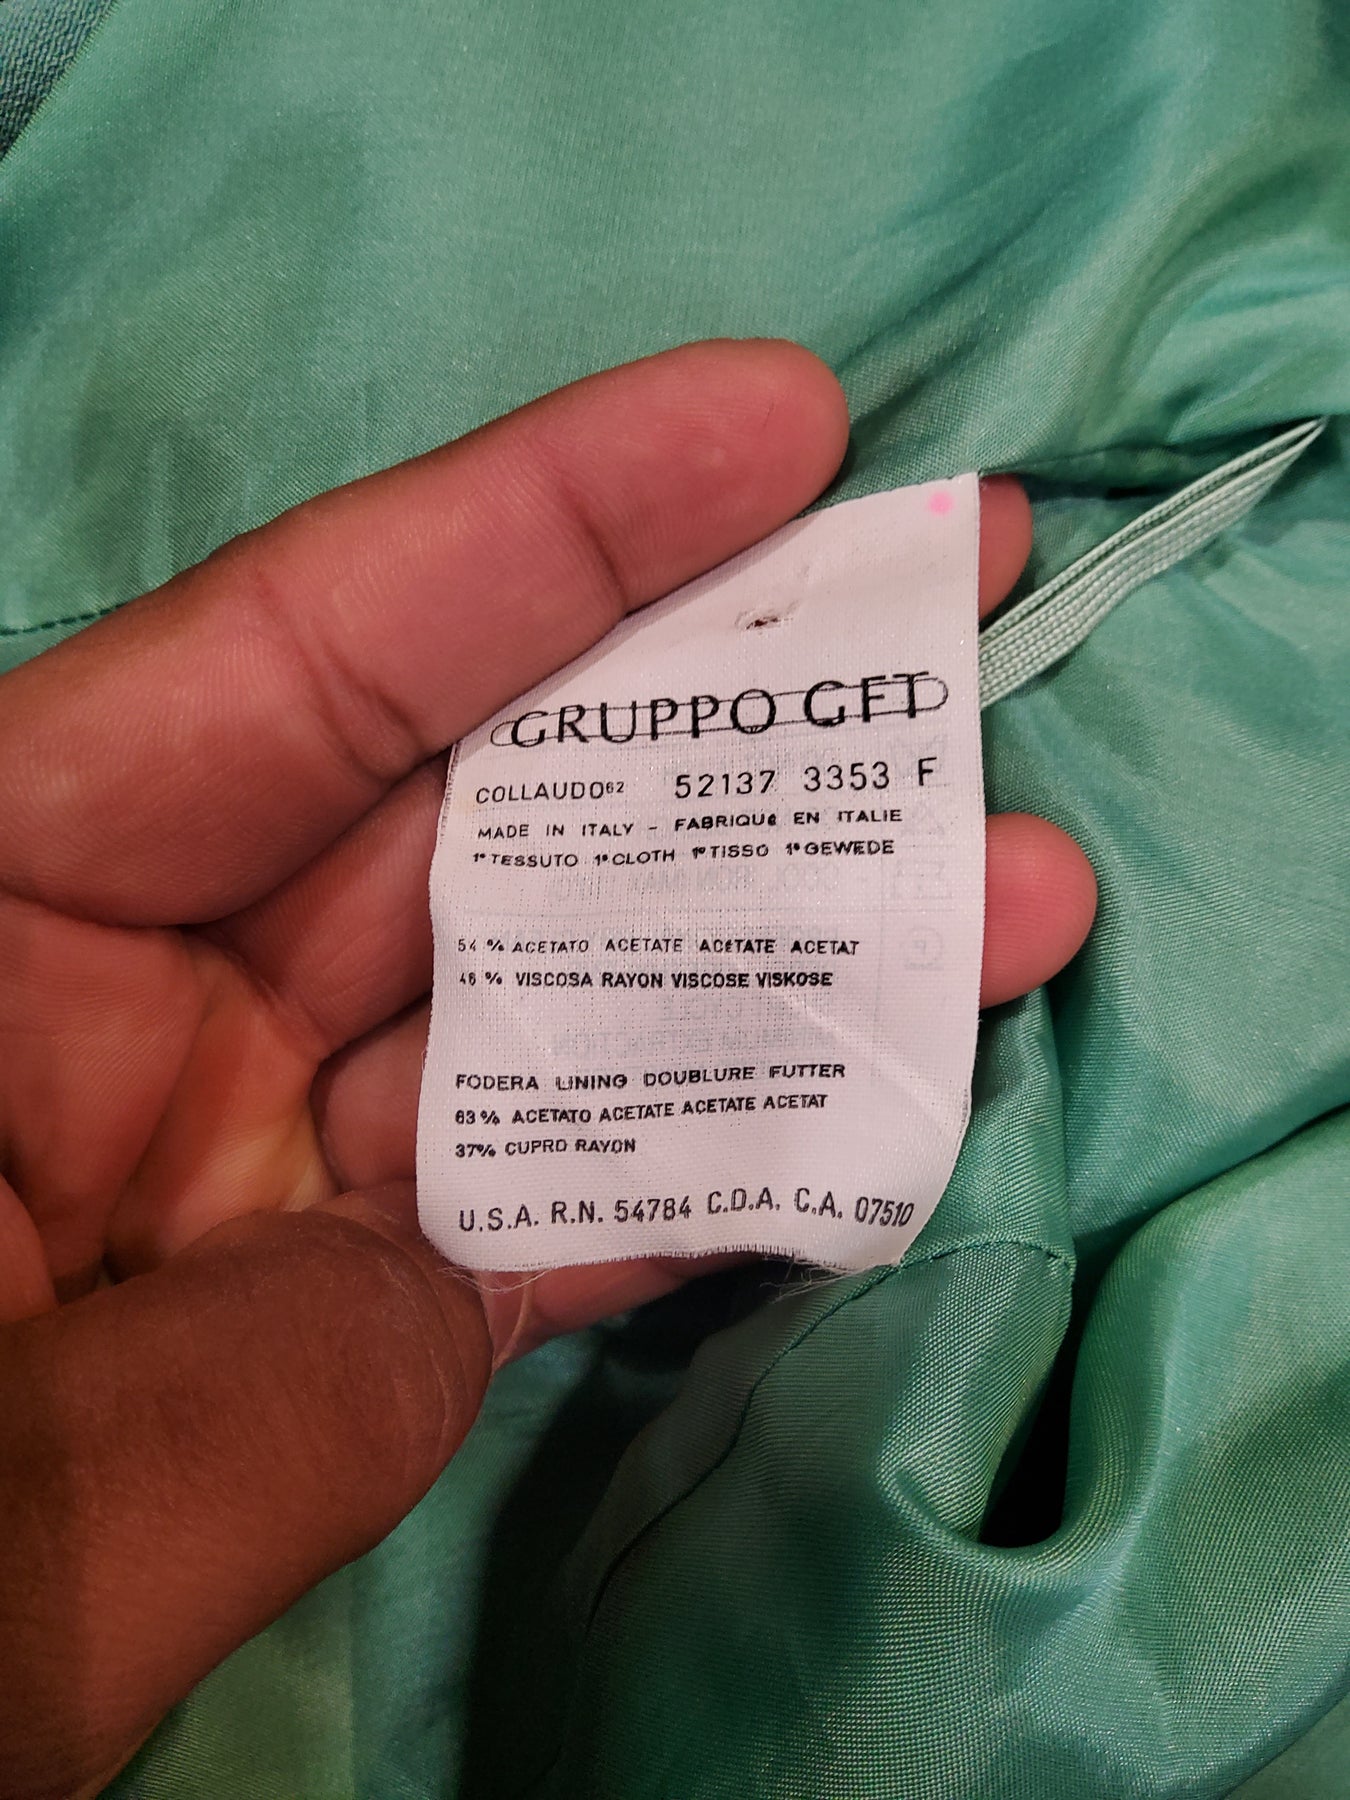 GRUPPO GFT
COLLAUDO62 52137 3353 F
MADE IN ITALY - FABRIQUé EN ITALIE
1° TESSUTO 1° CLOTH 1° TISSO 1° GEWEDE
54 % ACETATO ACETATE ACéTATE ACETAT
46 % VISCOSA RAYON VISCOSE VISKOSE
FODERA LINING DOUBLURE FUTTER
63 % ACETATO ACETATE ACETATE ACETAT
37% CUPRO RAYON
U.S.A. R.N. 54784 C.D.A. C.A. 07510